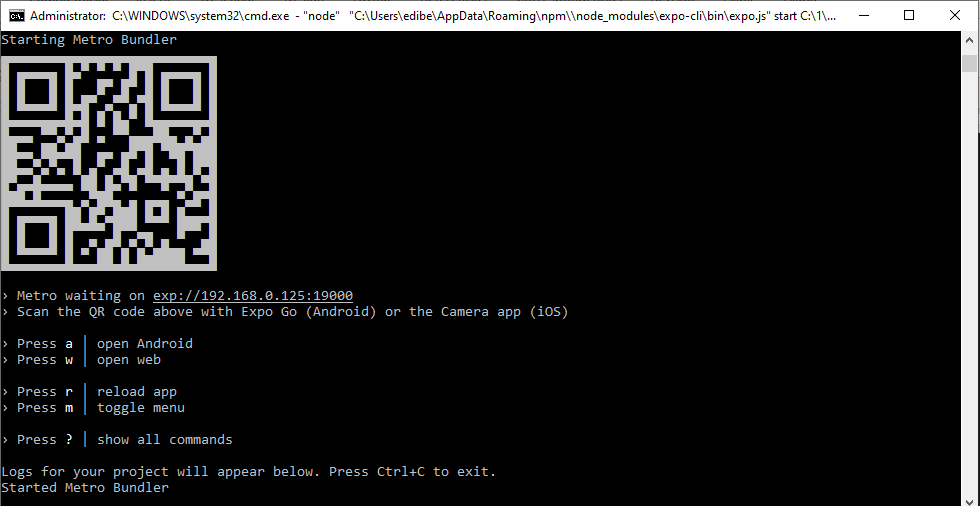 Administrator: C:\WINDOWS\system32\cmd.exe - "node" "C:\Users\edibe\AppData\Roaming\npm\\node_modules\expo-cli\bin\expo.js" start C:\1\...
Starting Metro Bundler
› Metro waiting on exp://192.168.0.125:19000
› Scan the QR code above with Expo Go (Android) or the Camera app (iOS)
› Press a │ open Android
› Press w │ open web
› Press r │ reload app
› Press m │ toggle menu
› Press ? │ show all commands
Logs for your project will appear below. Press Ctrl+C to exit.
Started Metro Bundler